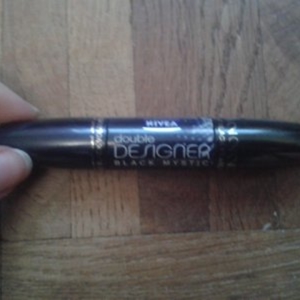 NIVEA
double
DESIGNER
BLACK MYSTIC